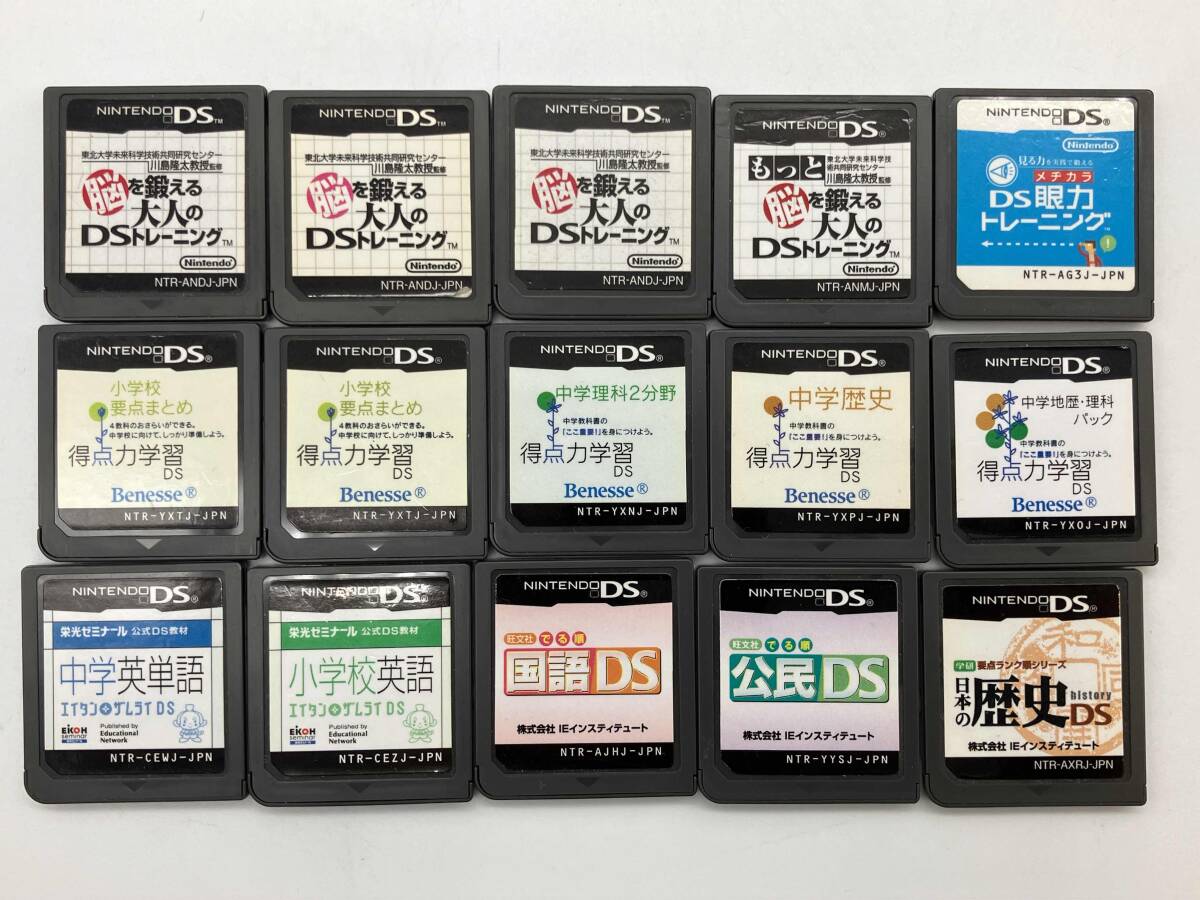 NINTENDO DS™
東北大学未来科学技術共同研究センター
川島隆太教授監修
脳を鍛える
大人の
DSトレーニング™
Nintendo
NTR-ANDJ-JPN
NINTENDO DS™
東北大学未来科学技術共同研究センター
川島隆太教授監修
脳を鍛える
大人の
DSトレーニング™
Nintendo
NTR-ANDJ-JPN
NINTENDO DS™
東北大学未来科学技術共同研究センター
川島隆太教授監修
脳を鍛える
大人の
DSトレーニング™
Nintendo
NTR-ANDJ-JPN
NINTENDO DS®
もっと
東北大学未来科学技
術共同研究センター
川島隆太教授監修
脳を鍛える
大人の
DSトレーニング™
Nintendo
NTR-ANMJ-JPN
NINTENDO DS®
Nintendo
見る力を実践で鍛える
メヂカラ
DS眼力
トレーニング™
NTR-AG3J-JPN
NINTENDO DS®
小学校
要点まとめ
4教科のおさらいができる。
中学校に向けて、しっかり準備しよう。
得点力学習
DS
Benesse®
NTR-YXTJ-JPN
NINTENDO DS®
小学校
要点まとめ
4教科のおさらいができる。
中学校に向けて、しっかり準備しよう。
得点力学習
DS
Benesse®
NTR-YXTJ-JPN
NINTENDO DS®
中学理科2分野
中学教科書の
「ここ重要!」を身につけよう。
得点力学習
DS
Benesse®
NTR-YXNJ-JPN
NINTENDO DS®
中学歴史
中学教科書の
「ここ重要!」を身につけよう。
得点力学習
DS
Benesse®
NTR-YXPJ-JPN
NINTENDO DS®
中学地歴・理科
パック
中学教科書の
「ここ重要!」を身につけよう。
得点力学習
DS
Benesse®
NTR-YXOJ-JPN
NINTENDO DS®
栄光ゼミナール 公式DS教材
中学英単語
エイタン+ザムライ DS
EIKOH
seminar
Published by
Educational
Network
NTR-CEWJ-JPN
NINTENDO DS®
栄光ゼミナール 公式DS教材
小学校英語
エイタン+ザムライ DS
EIKOH
seminar
Published by
Educational
Network
NTR-CEZJ-JPN
NINTENDO DS®
旺文社 でる順
国語DS
株式会社 IEインスティテュート
NTR-AJHJ-JPN
NINTENDO DS®
旺文社 でる順
公民DS
株式会社 IEインスティテュート
NTR-YYSJ-JPN
NINTENDO DS®
学研 要点ランク順シリーズ
日本の歴史 history DS
株式会社 IEインスティテュート
NTR-AXRJ-JPN